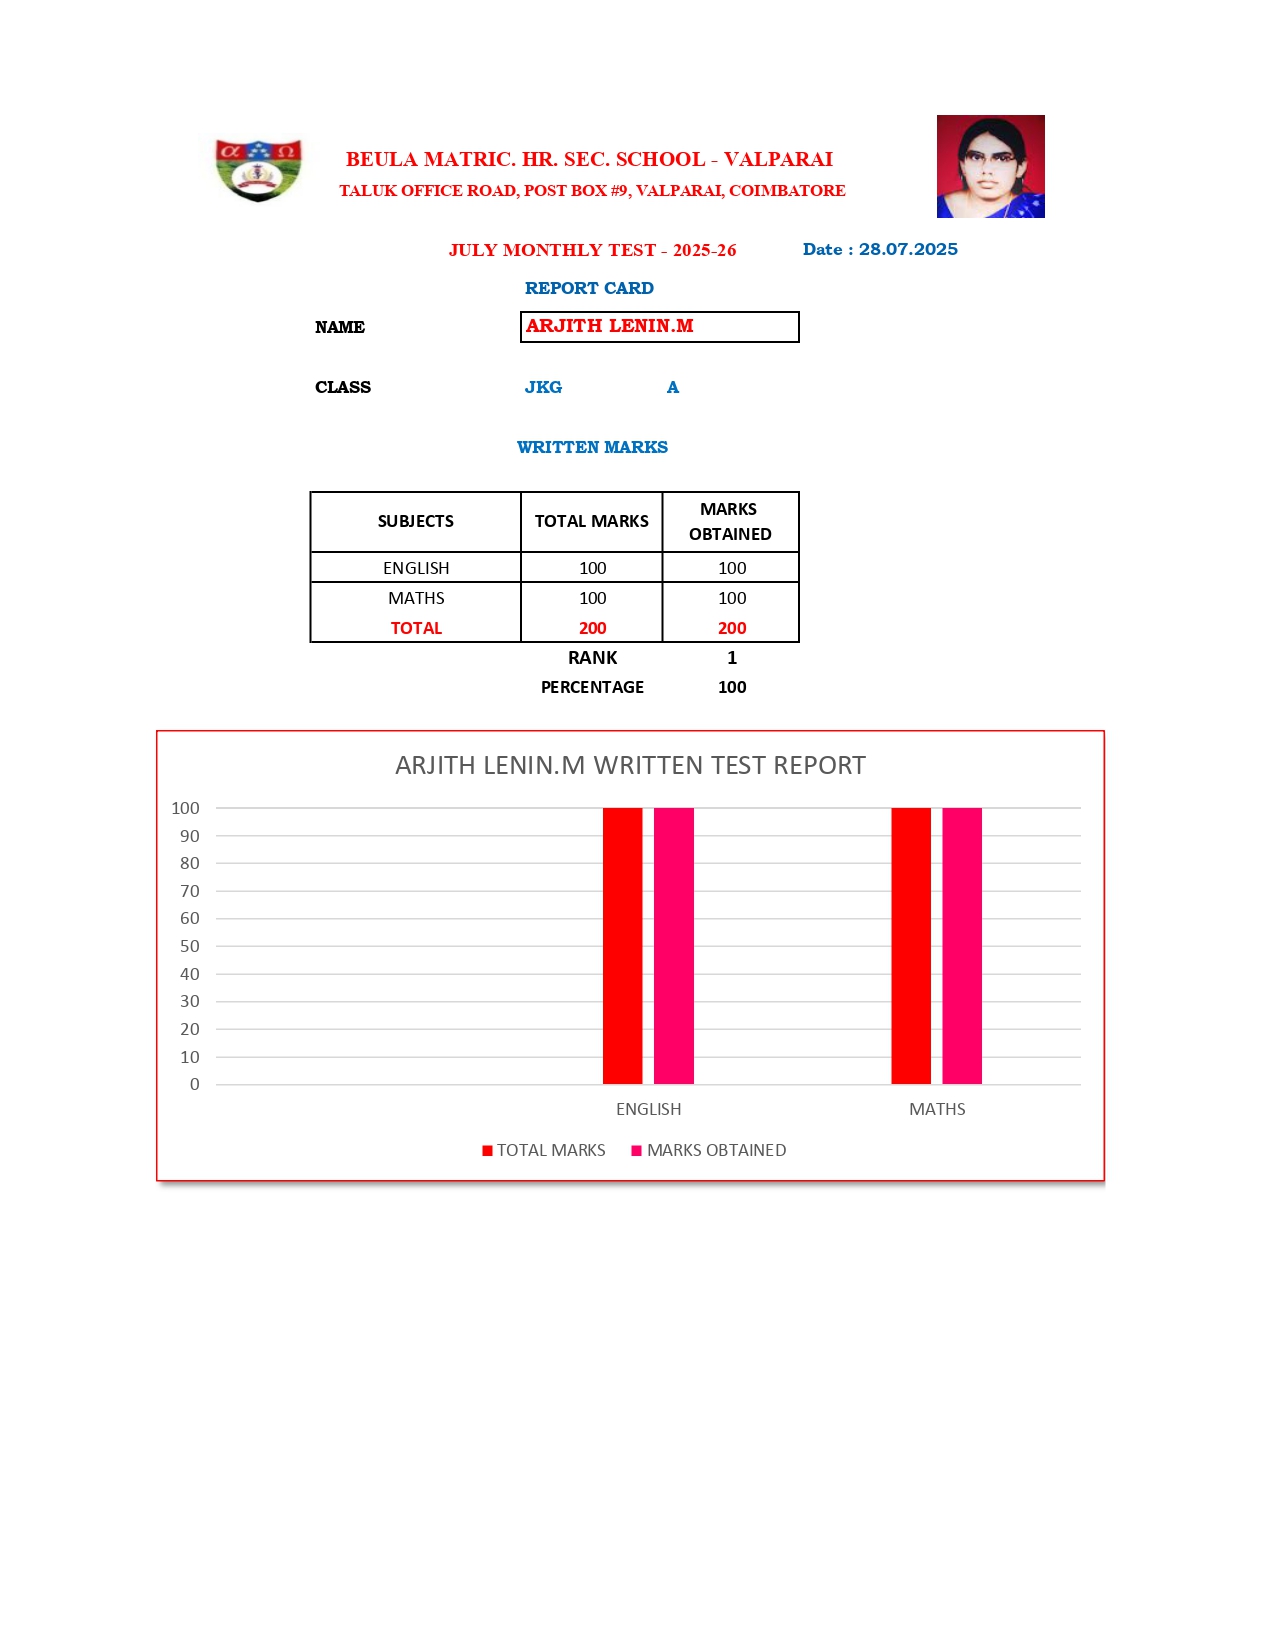 α Ω
BEULA MATRIC. HR. SEC. SCHOOL - VALPARAI
TALUK OFFICE ROAD, POST BOX #9, VALPARAI, COIMBATORE
JULY MONTHLY TEST - 2025-26 Date : 28.07.2025
REPORT CARD
NAME ARJITH LENIN.M
CLASS JKG A
WRITTEN MARKS
SUBJECTS TOTAL MARKS MARKS OBTAINED
ENGLISH 100 100
MATHS 100 100
TOTAL 200 200
RANK 1
PERCENTAGE 100
ARJITH LENIN.M WRITTEN TEST REPORT
100
90
80
70
60
50
40
30
20
10
0
ENGLISH MATHS
TOTAL MARKS MARKS OBTAINED